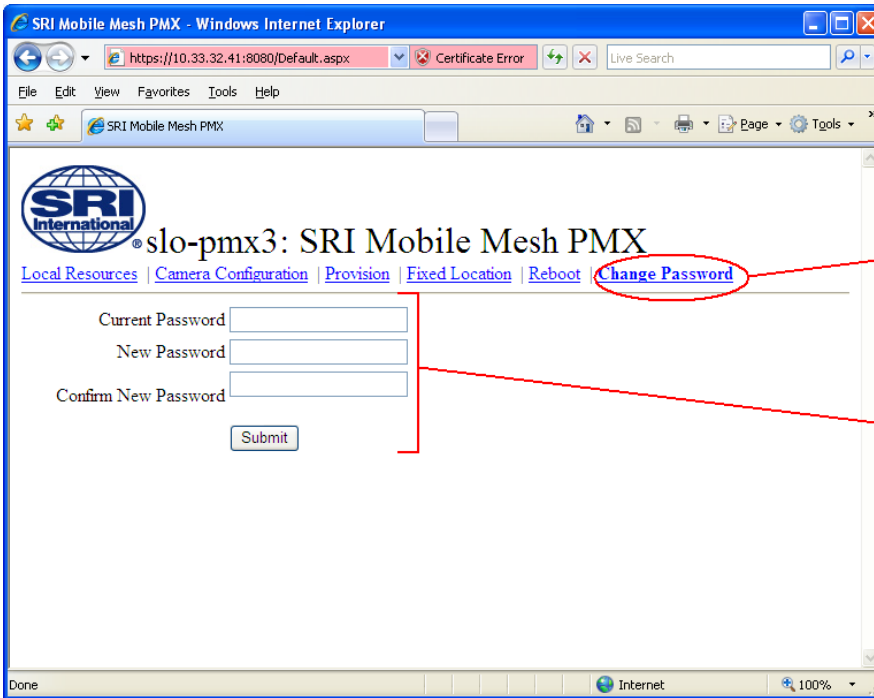 SRI Mobile Mesh PMX - Windows Internet Explorer
https://10.33.32.41:8080/Default.aspx Certificate Error Live Search
File Edit View Favorites Tools Help
SRI Mobile Mesh PMX Page Tools »
SRI
International
® slo-pmx3: SRI Mobile Mesh PMX
Local Resources | Camera Configuration | Provision | Fixed Location | Reboot | Change Password
Current Password
New Password
Confirm New Password
Submit
Done Internet 100%